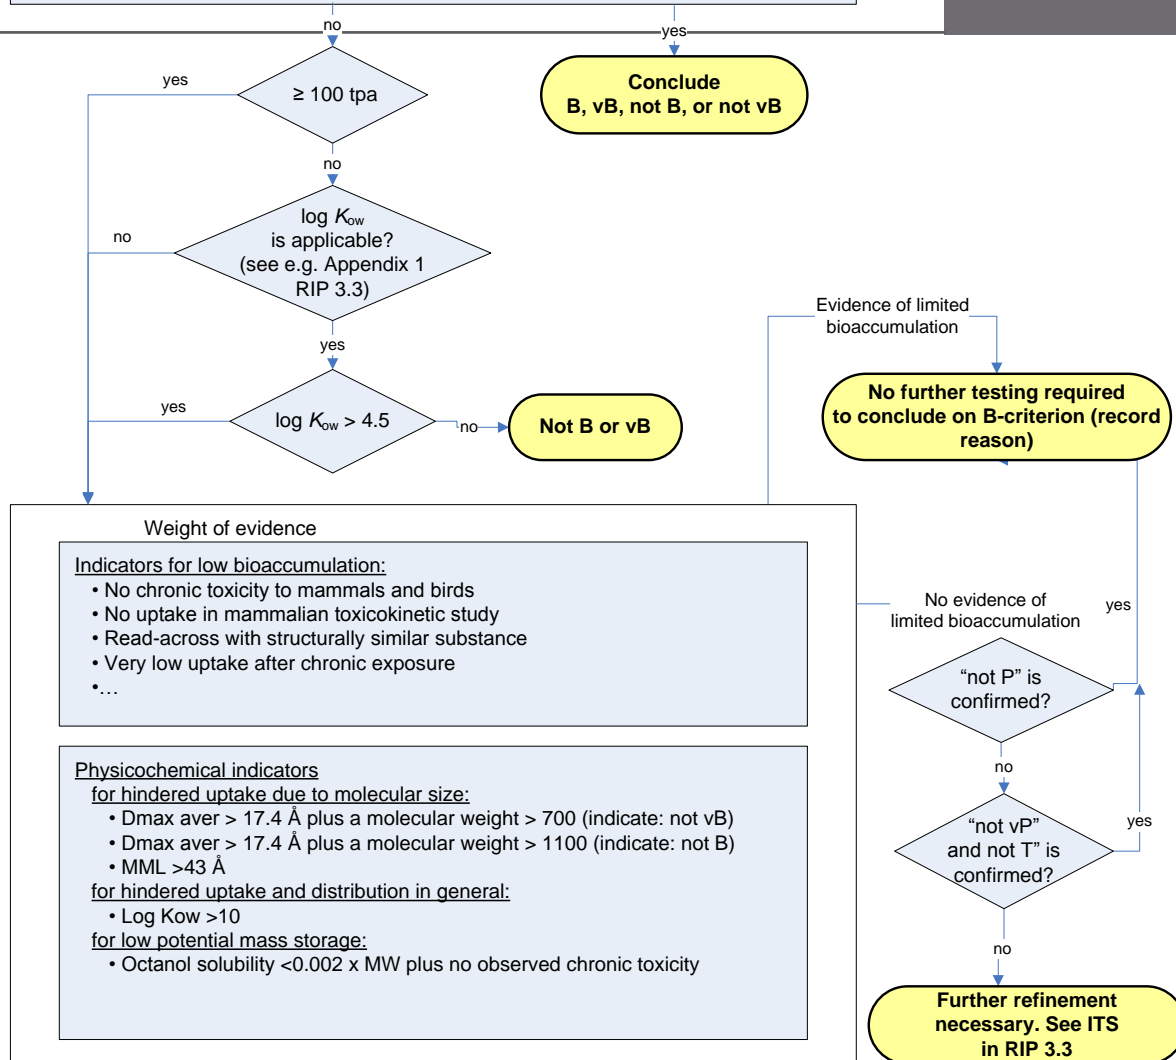 no
yes
yes
≥ 100 tpa
Conclude
B, vB, not B, or not vB
no
log Kow
is applicable?
(see e.g. Appendix 1
RIP 3.3)
no
yes
Evidence of limited
bioaccumulation
yes
log Kow > 4.5
no
Not B or vB
No further testing required
to conclude on B-criterion (record
reason)
Weight of evidence
Indicators for low bioaccumulation:
• No chronic toxicity to mammals and birds
• No uptake in mammalian toxicokinetic study
• Read-across with structurally similar substance
• Very low uptake after chronic exposure
•…
No evidence of
limited bioaccumulation
yes
“not P” is
confirmed?
no
Physicochemical indicators
for hindered uptake due to molecular size:
• Dmax aver > 17.4 Å plus a molecular weight > 700 (indicate: not vB)
• Dmax aver > 17.4 Å plus a molecular weight > 1100 (indicate: not B)
• MML >43 Å
for hindered uptake and distribution in general:
• Log Kow >10
for low potential mass storage:
• Octanol solubility <0.002 x MW plus no observed chronic toxicity
“not vP”
and not T” is
confirmed?
yes
no
Further refinement
necessary. See ITS
in RIP 3.3